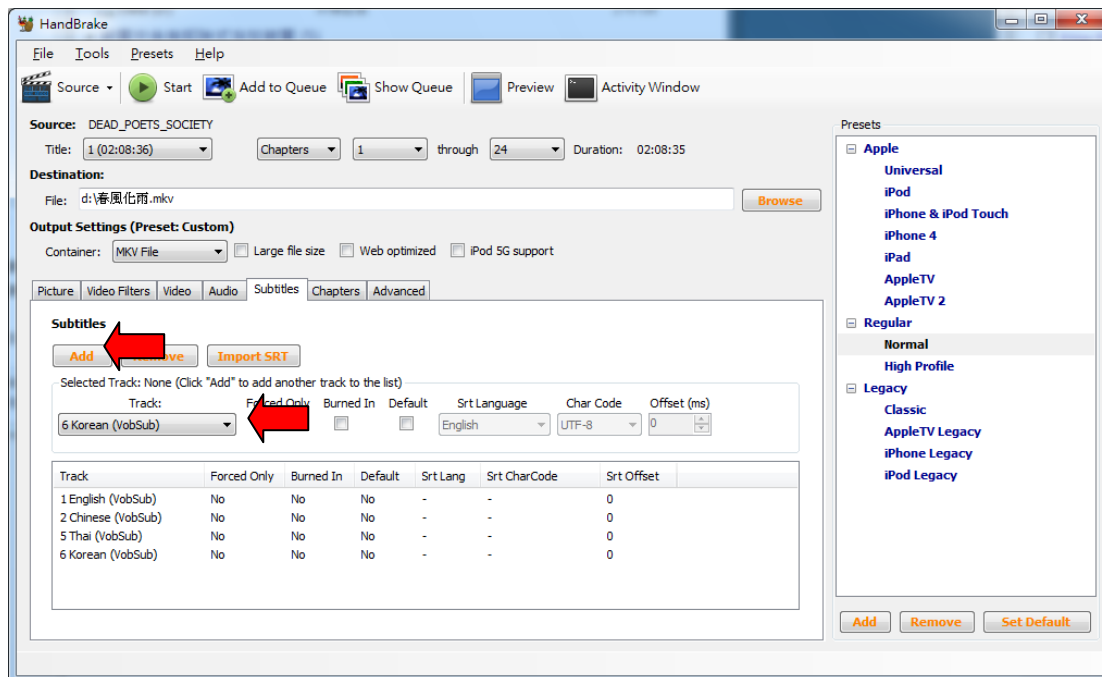 HandBrake
File Tools Presets Help
Source Start Add to Queue Show Queue Preview Activity Window
Source: DEAD_POETS_SOCIETY
Title: 1 (02:08:36) Chapters 1 through 24 Duration: 02:08:35
Destination:
File: d:\春風化雨.mkv Browse
Output Settings (Preset: Custom)
Container: MKV File Large file size Web optimized iPod 5G support
Picture Video Filters Video Audio Subtitles Chapters Advanced
Subtitles
Add Remove Import SRT
Selected Track: None (Click "Add" to add another track to the list)
Track: Forced Only Burned In Default Srt Language Char Code Offset (ms)
6 Korean (VobSub) English UTF-8 0
Track Forced Only Burned In Default Srt Lang Srt CharCode Srt Offset
1 English (VobSub) No No No - - 0
2 Chinese (VobSub) No No No - - 0
5 Thai (VobSub) No No No - - 0
6 Korean (VobSub) No No No - - 0
Presets
Apple
Universal
iPod
iPhone & iPod Touch
iPhone 4
iPad
AppleTV
AppleTV 2
Regular
Normal
High Profile
Legacy
Classic
AppleTV Legacy
iPhone Legacy
iPod Legacy
Add Remove Set Default